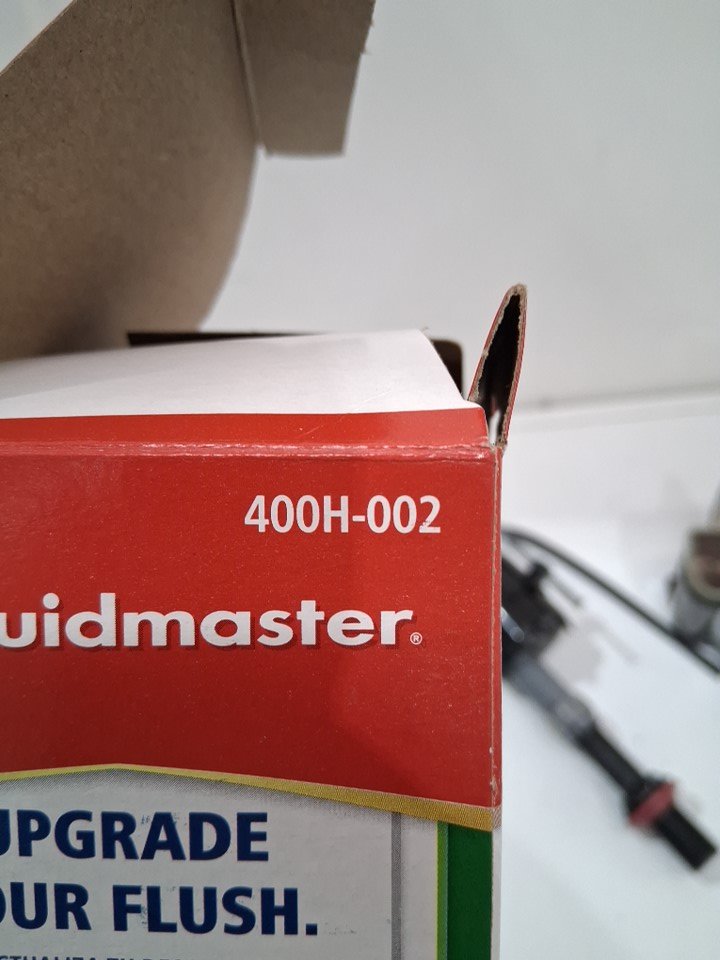 400H-002
uidmaster®
UPGRADE
OUR FLUSH.